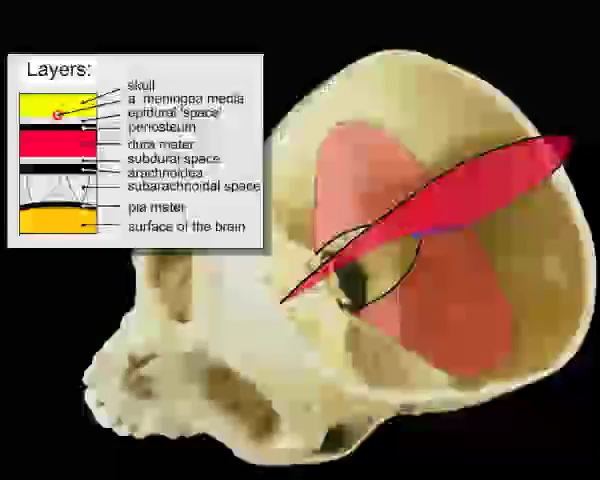 Layers:
skull
a. meningea media
epidural 'space'
periosteum
dura mater
subdural space
arachnoidea
subarachnoidal space
pia mater
surface of the brain